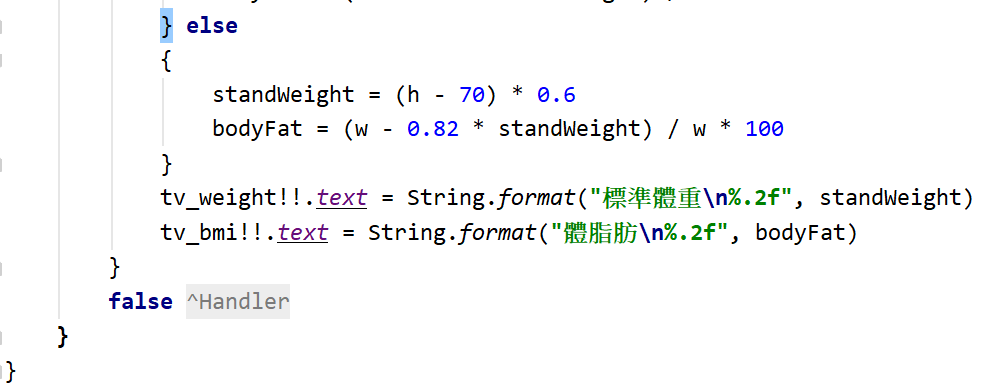 } else
{
standWeight = (h - 70) * 0.6
bodyFat = (w - 0.82 * standWeight) / w * 100
}
tv_weight!!.text = String.format("標準體重\n%.2f", standWeight)
tv_bmi!!.text = String.format("體脂肪\n%.2f", bodyFat)
}
false ^Handler
}
}